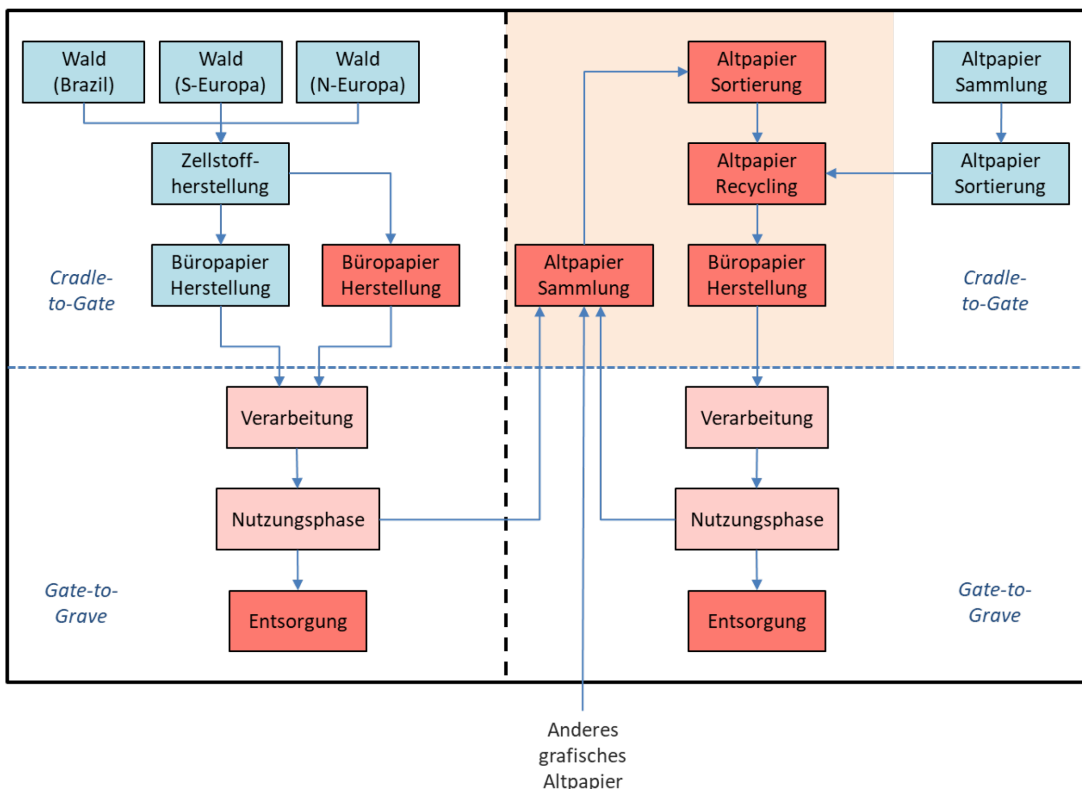 Wald
(Brazil)
Wald
(S-Europa)
Wald
(N-Europa)
Zellstoff-
herstellung
Büropapier
Herstellung
Büropapier
Herstellung
Cradle-
to-Gate
Verarbeitung
Nutzungsphase
Entsorgung
Gate-to-
Grave
Altpapier
Sortierung
Altpapier
Recycling
Altpapier
Sammlung
Büropapier
Herstellung
Altpapier
Sammlung
Altpapier
Sortierung
Cradle-
to-Gate
Verarbeitung
Nutzungsphase
Entsorgung
Gate-to-
Grave
Anderes
grafisches
Altpapier